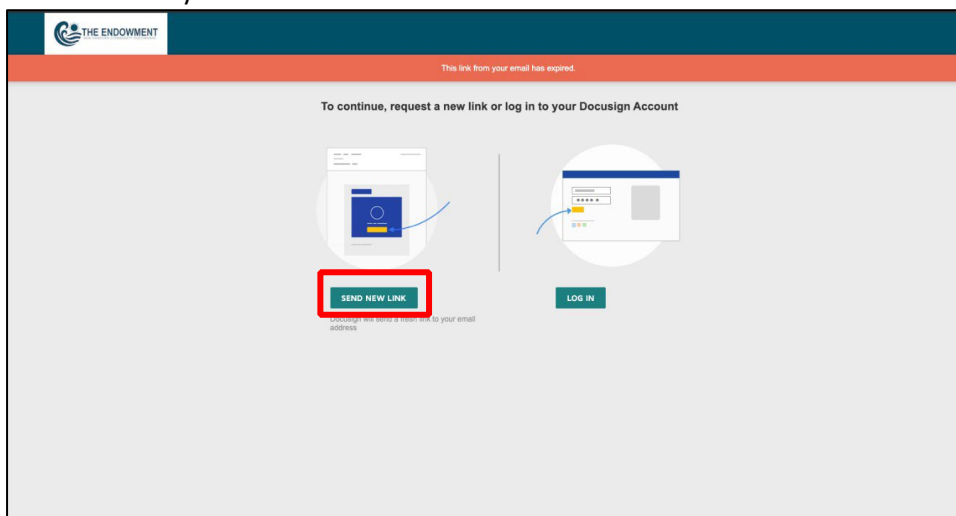 THE ENDOWMENT
This link from your email has expired.
To continue, request a new link or log in to your Docusign Account
SEND NEW LINK
LOG IN
Docusign will send a fresh link to your email
address